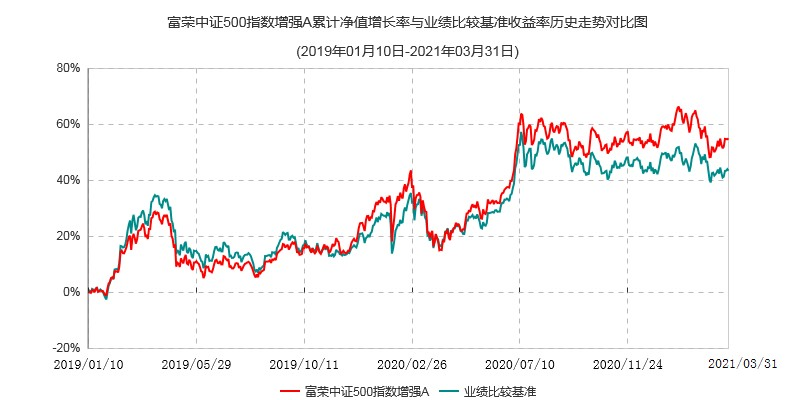 富荣中证500指数增强A累计净值增长率与业绩比较基准收益率历史走势对比图
(2019年01月10日-2021年03月31日)
80%
60%
40%
20%
0%
-20%
2019/01/10 2019/05/29 2019/10/11 2020/02/26 2020/07/10 2020/11/24 2021/03/31
富荣中证500指数增强A 业绩比较基准